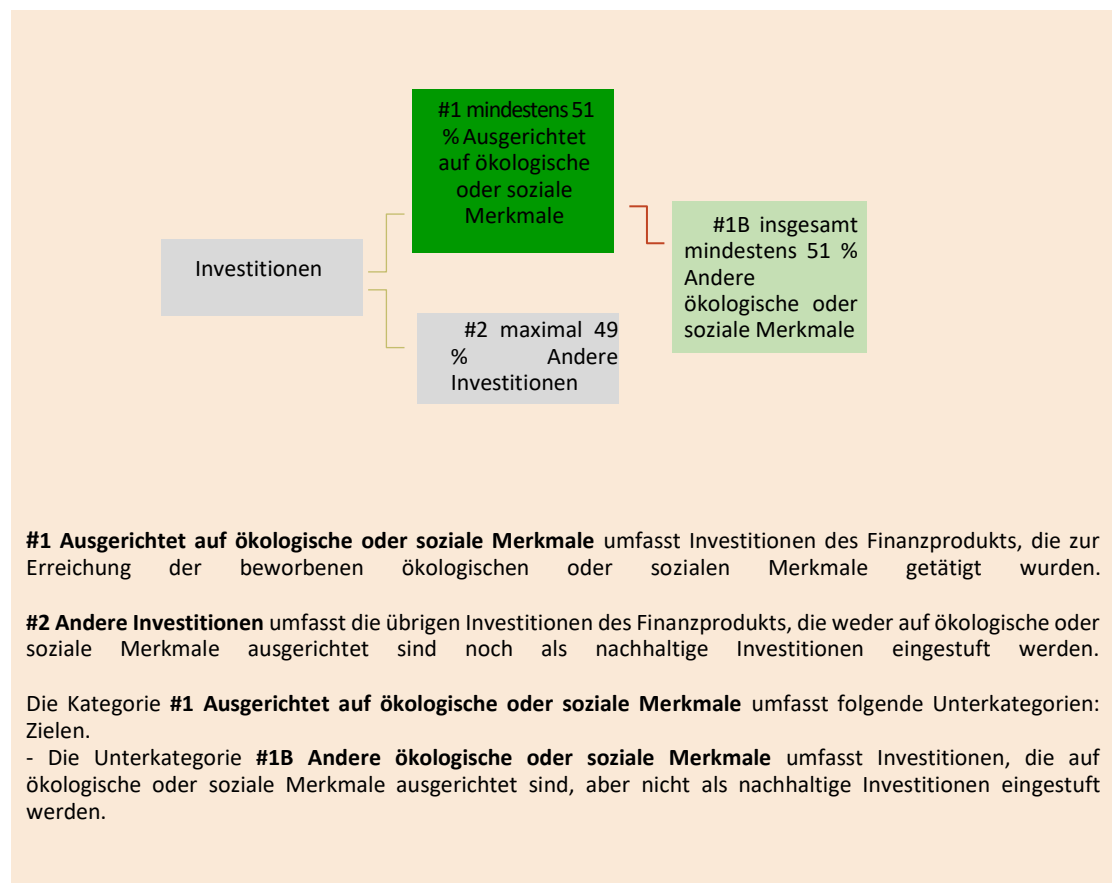 #1 mindestens 51
% Ausgerichtet
auf ökologische
oder soziale
Merkmale
#1B insgesamt
mindestens 51 %
Andere
ökologische oder
soziale Merkmale
Investitionen
#2 maximal 49
% Andere
Investitionen
#1 Ausgerichtet auf ökologische oder soziale Merkmale umfasst Investitionen des Finanzprodukts, die zur
Erreichung der beworbenen ökologischen oder sozialen Merkmale getätigt wurden.
#2 Andere Investitionen umfasst die übrigen Investitionen des Finanzprodukts, die weder auf ökologische oder
soziale Merkmale ausgerichtet sind noch als nachhaltige Investitionen eingestuft werden.
Die Kategorie #1 Ausgerichtet auf ökologische oder soziale Merkmale umfasst folgende Unterkategorien:
Zielen.
- Die Unterkategorie #1B Andere ökologische oder soziale Merkmale umfasst Investitionen, die auf
ökologische oder soziale Merkmale ausgerichtet sind, aber nicht als nachhaltige Investitionen eingestuft
werden.